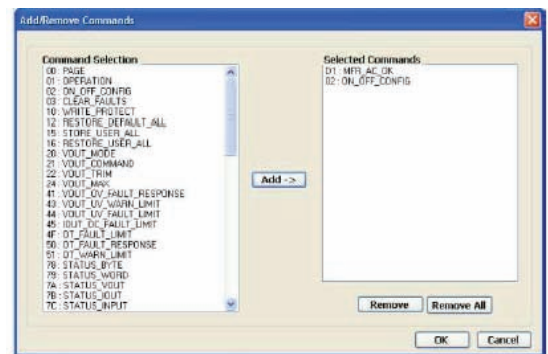 Add/Remove Commands
Command Selection
00 : PAGE
01 : OPERATION
02 : ON_OFF_CONFIG
03 : CLEAR_FAULTS
10 : WRITE_PROTECT
12 : RESTORE_DEFAULT_ALL
15 : STORE_USER_ALL
16 : RESTORE_USER_ALL
20 : VOUT_MODE
21 : VOUT_COMMAND
22 : VOUT_TRIM
24 : VOUT_MAX
41 : VOUT_OV_FAULT_RESPONSE
43 : VOUT_UV_WARN_LIMIT
44 : VOUT_UV_FAULT_LIMIT
45 : IOUT_OC_FAULT_LIMIT
4F : OT_FAULT_LIMIT
50 : OT_FAULT_RESPONSE
51 : OT_WARN_LIMIT
78 : STATUS_BYTE
79 : STATUS_WORD
7A : STATUS_VOUT
7B : STATUS_IOUT
7C : STATUS_INPUT
Add ->
Selected Commands
D1 : MFR_AC_OK
02 : ON_OFF_CONFIG
Remove
Remove All
OK
Cancel